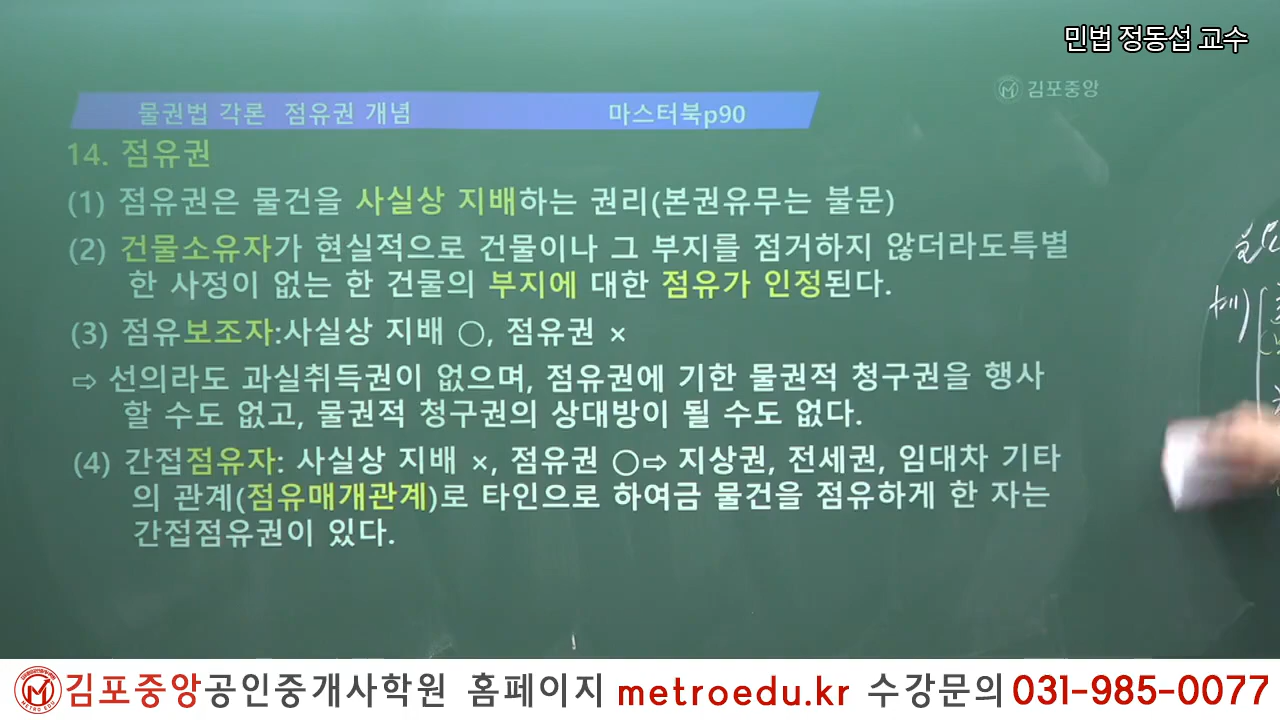 민법 정동섭 교수
김포중앙
물권법 각론 점유권 개념 마스터북p90
14. 점유권
(1) 점유권은 물건을 사실상 지배하는 권리(본권유무는 불문)
(2) 건물소유자가 현실적으로 건물이나 그 부지를 점거하지 않더라도특별
한 사정이 없는 한 건물의 부지에 대한 점유가 인정된다.
(3) 점유보조자:사실상 지배 ○, 점유권 ×
⇨ 선의라도 과실취득권이 없으며, 점유권에 기한 물권적 청구권을 행사
할 수도 없고, 물권적 청구권의 상대방이 될 수도 없다.
(4) 간접점유자: 사실상 지배 ×, 점유권 ○⇨ 지상권, 전세권, 임대차 기타
의 관계(점유매개관계)로 타인으로 하여금 물건을 점유하게 한 자는
간접점유권이 있다.
김포중앙공인중개사학원 홈페이지 metroedu.kr 수강문의 031-985-0077